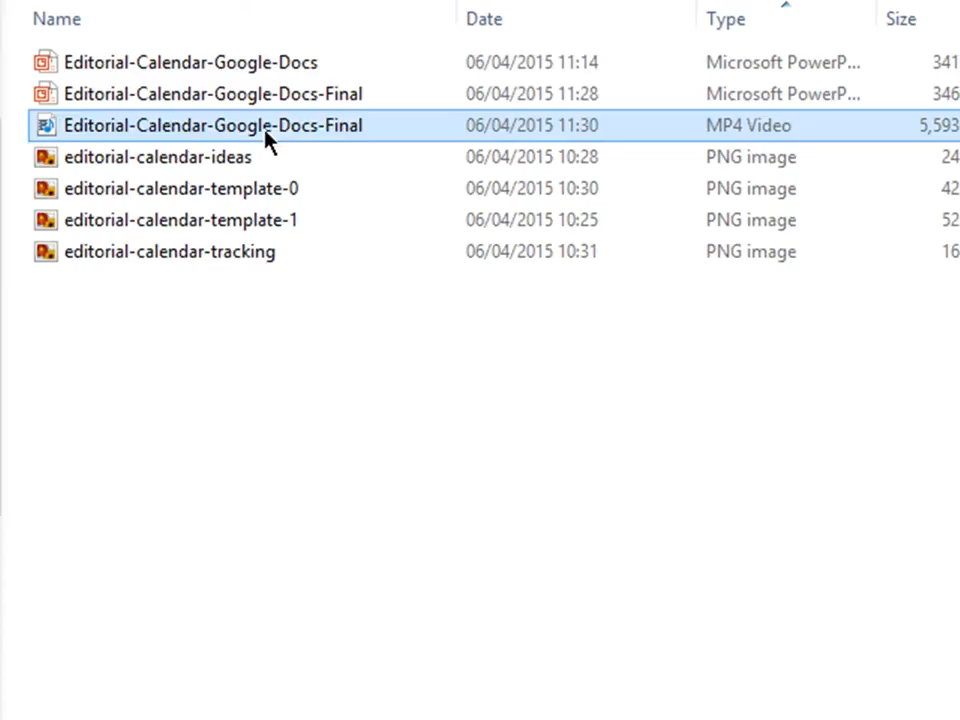 Name Date Type Size
Editorial-Calendar-Google-Docs 06/04/2015 11:14 Microsoft PowerP... 341
Editorial-Calendar-Google-Docs-Final 06/04/2015 11:28 Microsoft PowerP... 346
Editorial-Calendar-Google-Docs-Final 06/04/2015 11:30 MP4 Video 5,593
editorial-calendar-ideas 06/04/2015 10:28 PNG image 24
editorial-calendar-template-0 06/04/2015 10:30 PNG image 42
editorial-calendar-template-1 06/04/2015 10:25 PNG image 52
editorial-calendar-tracking 06/04/2015 10:31 PNG image 16